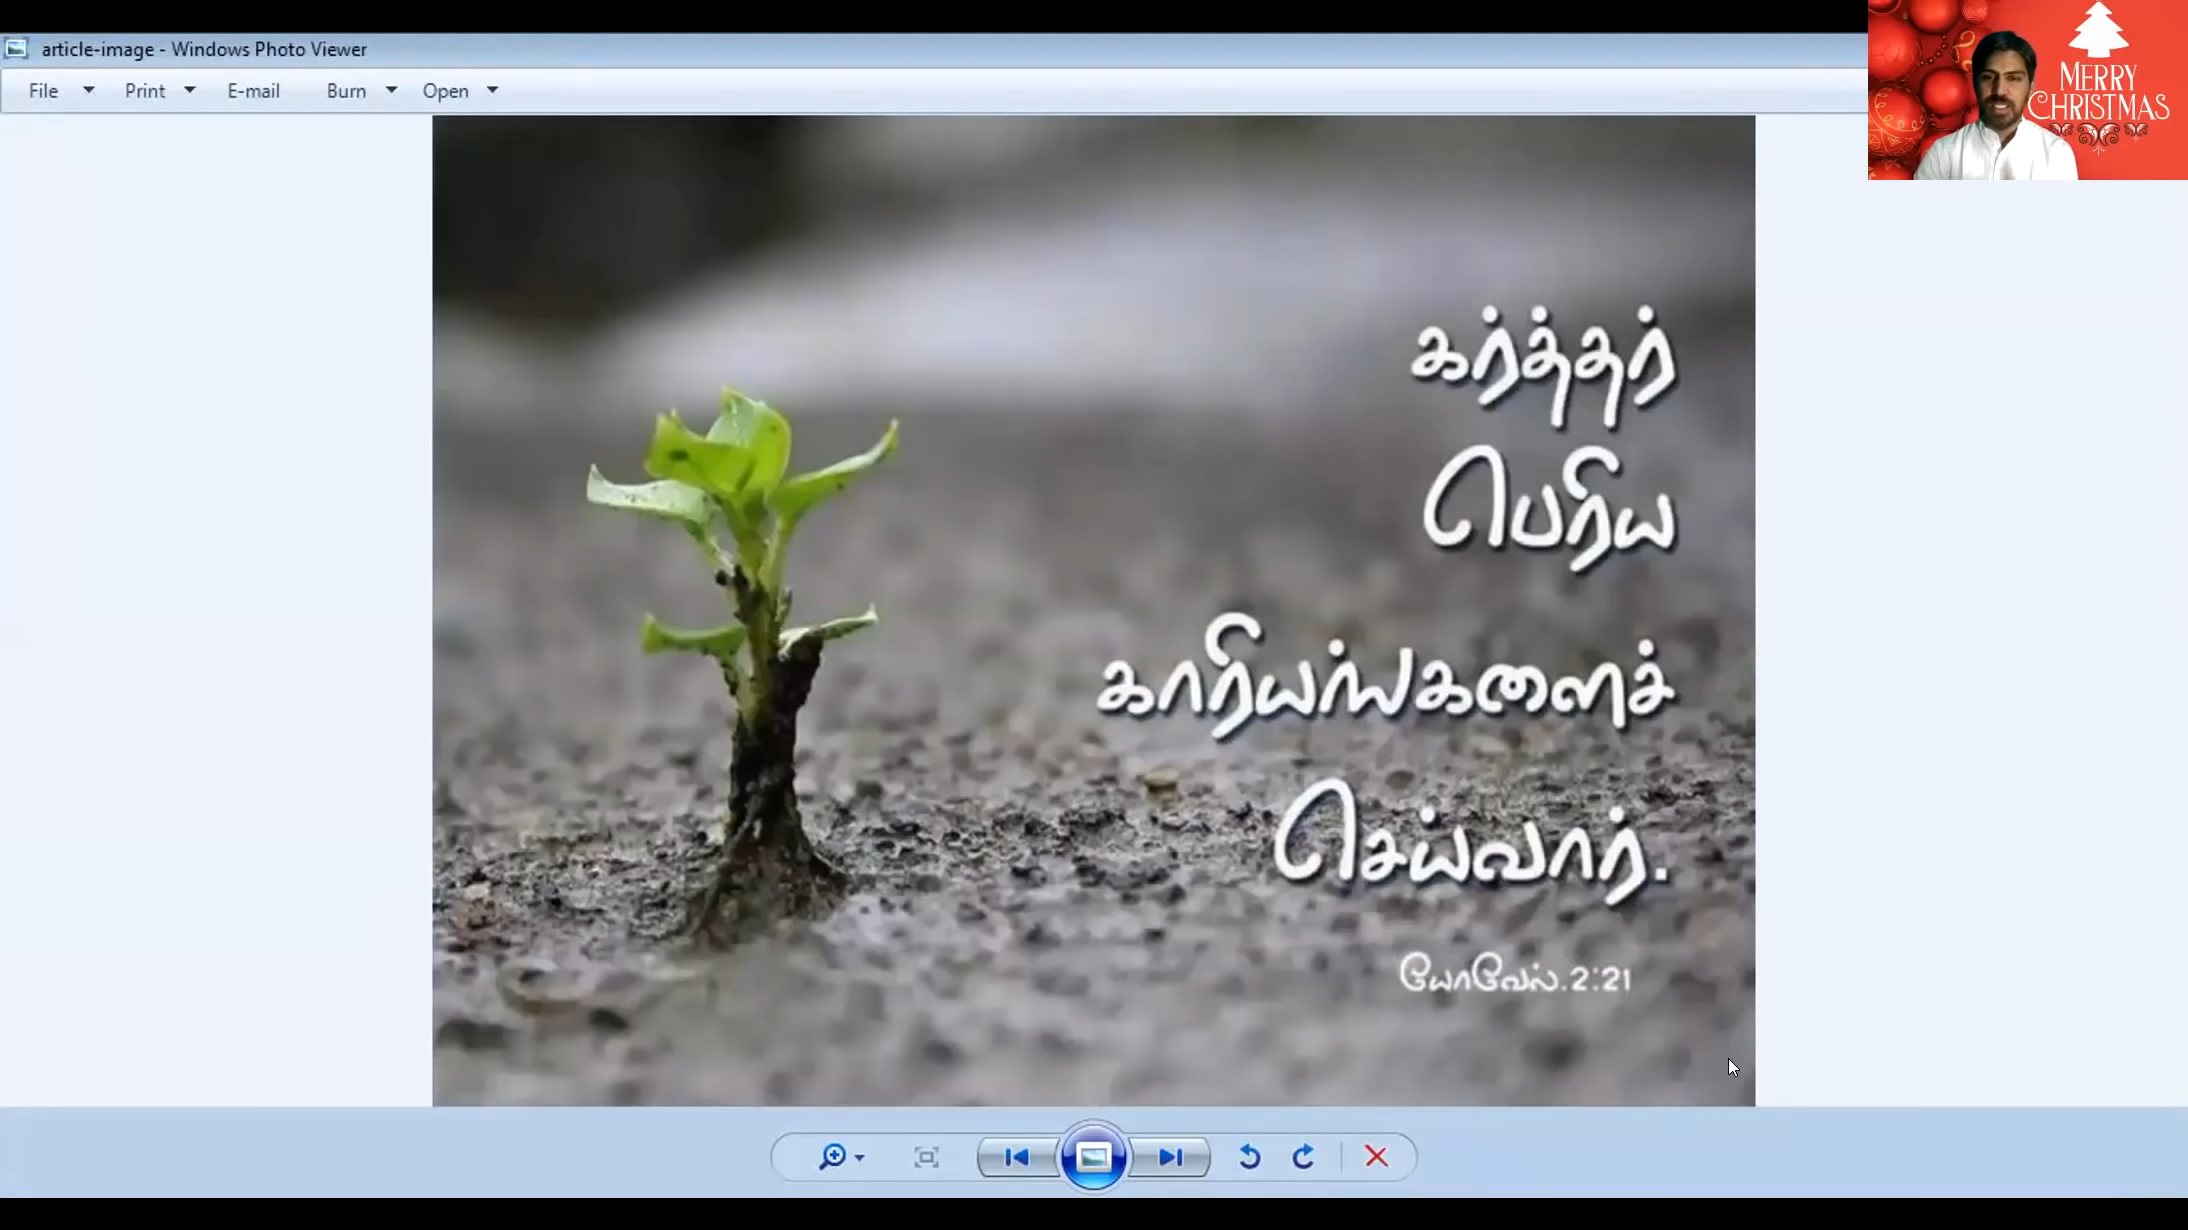 article-image - Windows Photo Viewer
File Print E-mail Burn Open
MERRY
CHRISTMAS
கர்த்தர்
பெரிய
காரியங்களைச்
செய்வார்.
யோவேல்.2:21